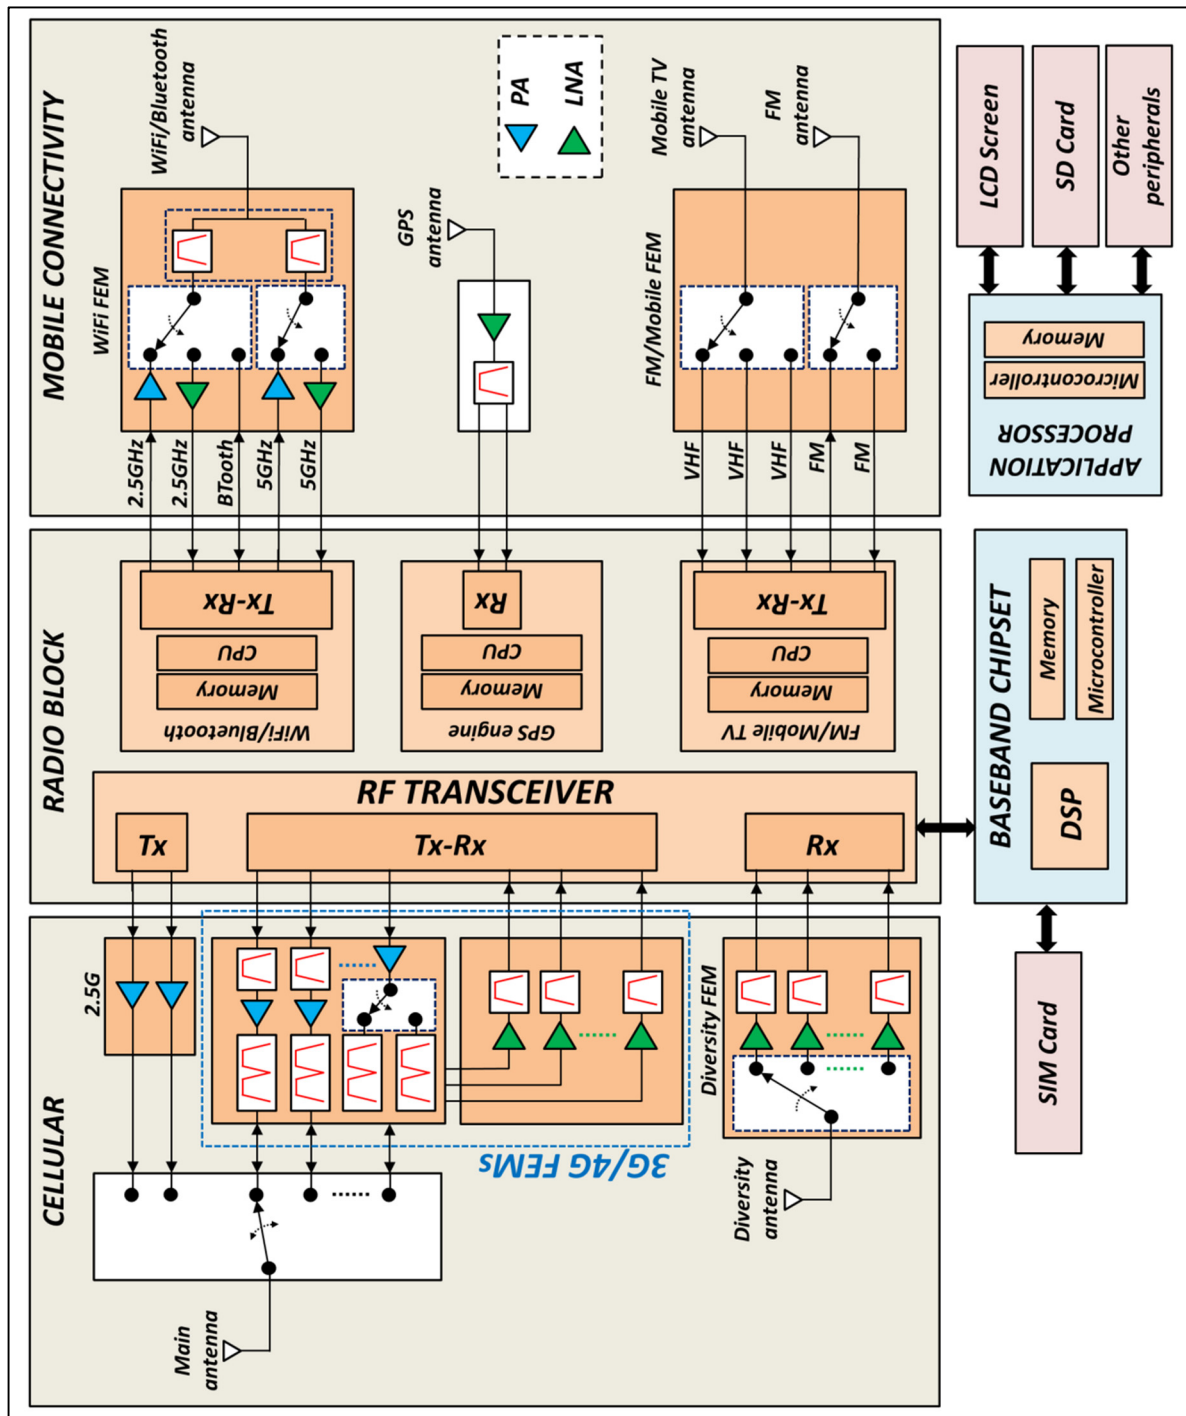 MOBILE CONNECTIVITY
WiFi/Bluetooth
antenna
WiFi FEM
2.5GHz
2.5GHz
BTooth
5GHz
5GHz
GPS
antenna
PA
LNA
Mobile TV
antenna
FM
antenna
FM/Mobile FEM
VHF
VHF
VHF
FM
FM
RADIO BLOCK
Tx-Rx
CPU
Memory
WiFi/Bluetooth
Rx
CPU
Memory
GPS engine
Tx-Rx
CPU
Memory
FM/Mobile TV
RF TRANSCEIVER
Tx
Tx-Rx
Rx
CELLULAR
2.5G
3G/4G FEMs
Diversity FEM
Diversity
antenna
Main
antenna
LCD Screen
SD Card
Other
peripherals
Memory
Microcontroller
APPLICATION
PROCESSOR
BASEBAND CHIPSET
Memory
Microcontroller
DSP
SIM Card